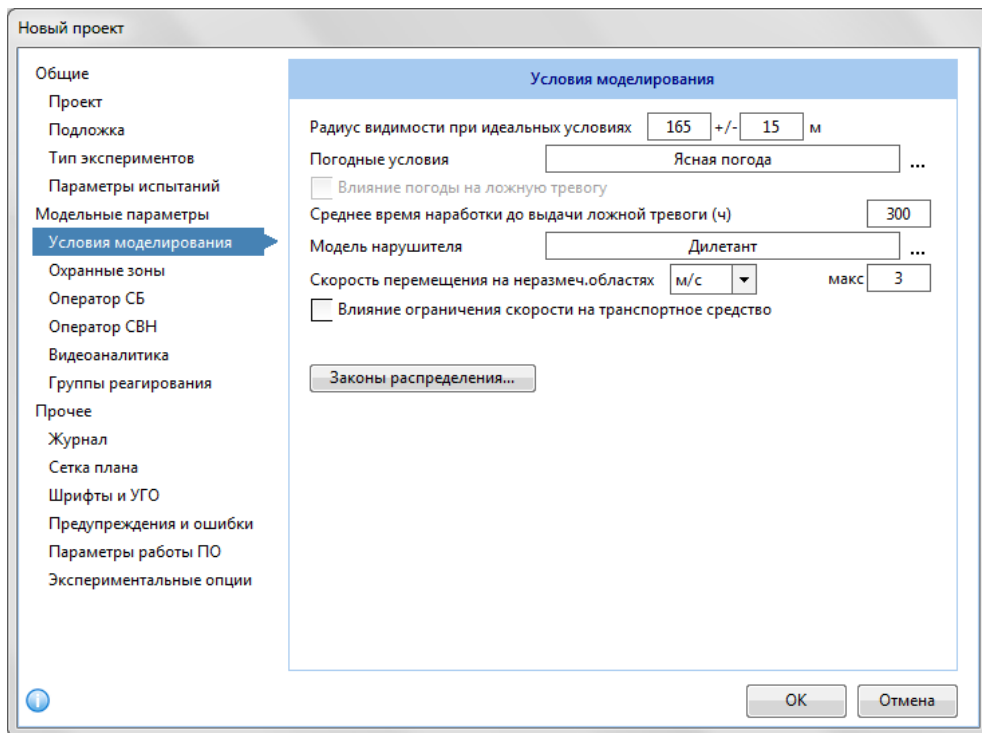 Новый проект
Общие
Проект
Подложка
Тип экспериментов
Параметры испытаний
Модельные параметры
Условия моделирования
Охранные зоны
Оператор СБ
Оператор СВН
Видеоаналитика
Группы реагирования
Прочее
Журнал
Сетка плана
Шрифты и УГО
Предупреждения и ошибки
Параметры работы ПО
Экспериментальные опции
Условия моделирования
Радиус видимости при идеальных условиях 165 +/- 15 м
Погодные условия Ясная погода ...
Влияние погоды на ложную тревогу
Среднее время наработки до выдачи ложной тревоги (ч) 300
Модель нарушителя Дилетант ...
Скорость перемещения на неразмеч.областях м/с макс 3
Влияние ограничения скорости на транспортное средство
Законы распределения...
ОК Отмена